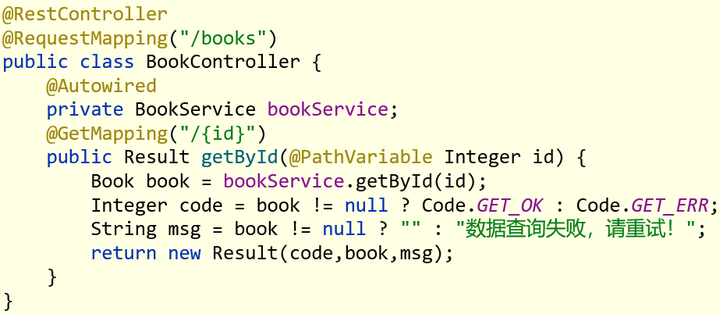 @RestController
@RequestMapping("/books")
public class BookController {
    @Autowired
    private BookService bookService;
    @GetMapping("/{id}")
    public Result getById(@PathVariable Integer id) {
        Book book = bookService.getById(id);
        Integer code = book != null ? Code.GET_OK : Code.GET_ERR;
        String msg = book != null ? "" : "数据查询失败，请重试！";
        return new Result(code,book,msg);
    }
}